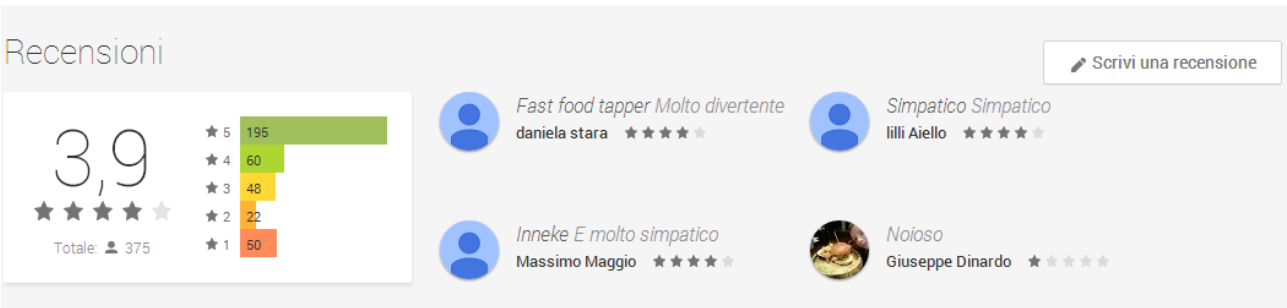 Recensioni
Scrivi una recensione
3,9
Totale: 375
5 195
4 60
3 48
2 22
1 50
Fast food tapper Molto divertente
daniela stara
Simpatico Simpatico
lilli Aiello
Inneke E molto simpatico
Massimo Maggio
Noioso
Giuseppe Dinardo